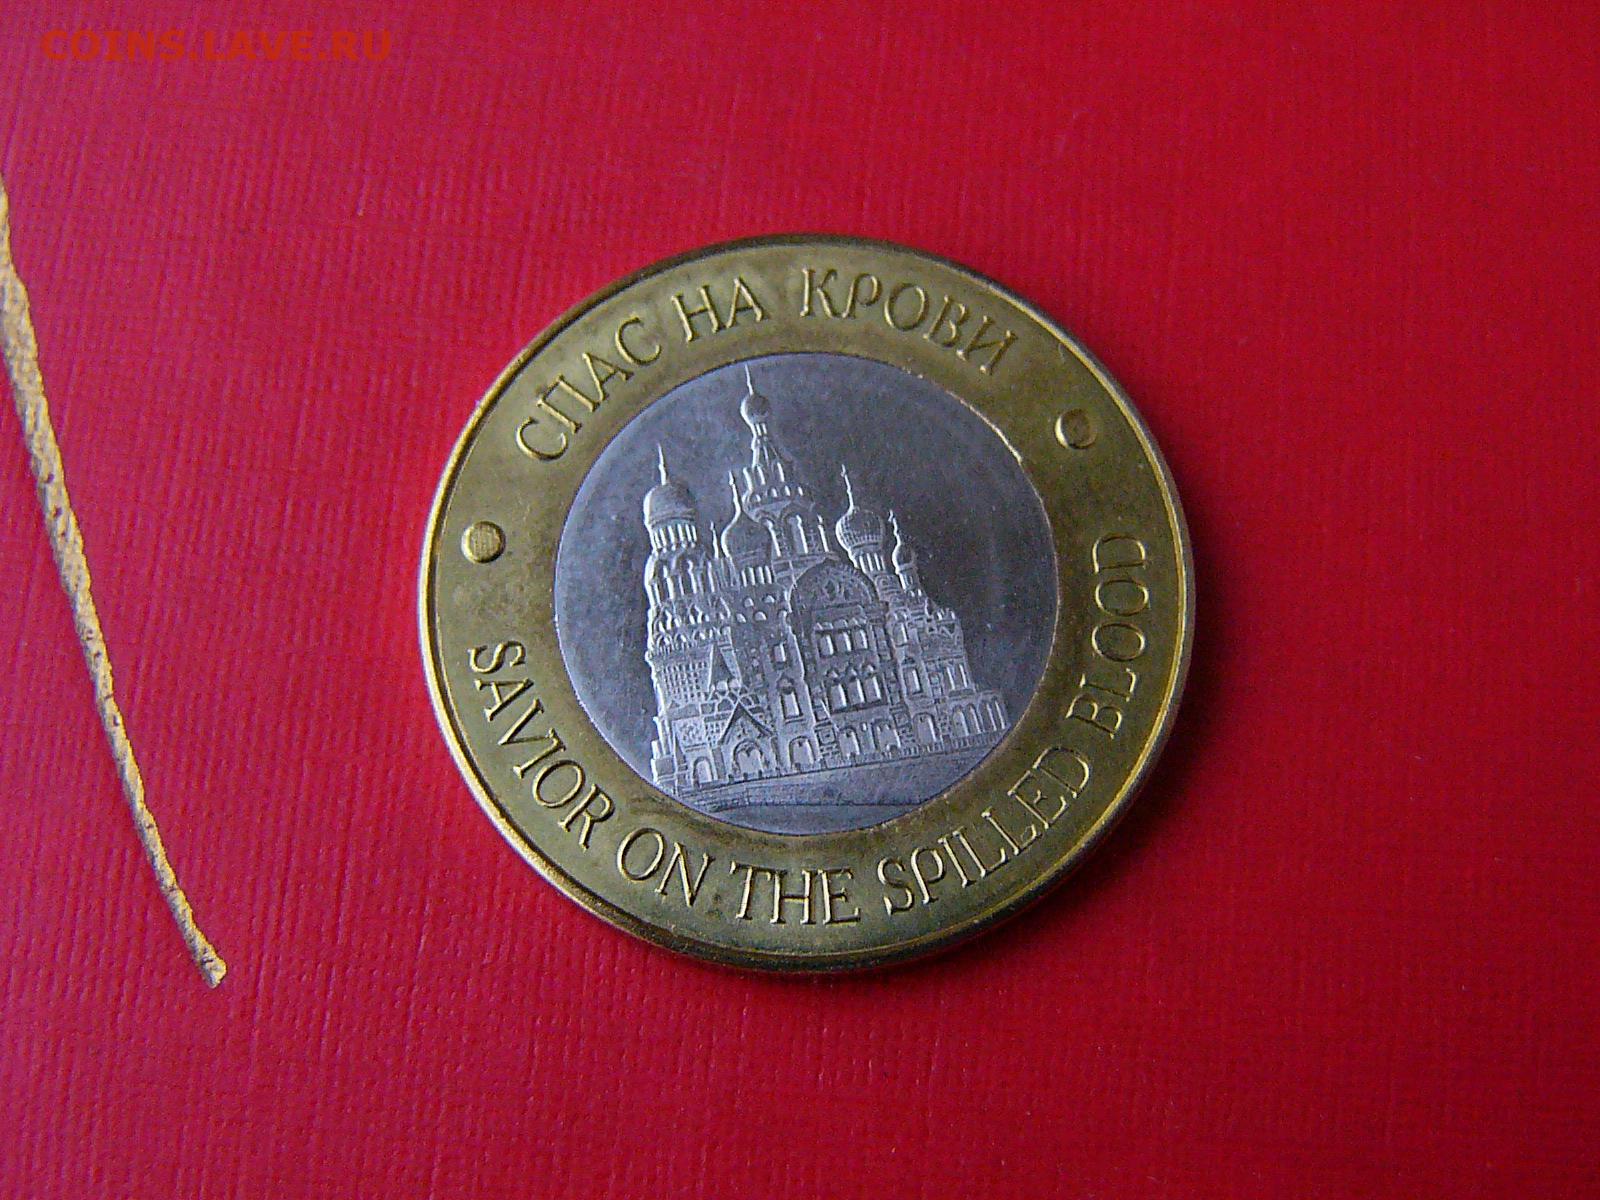 COINS.LAVE.RU
СПАС НА КРОВИ
SAVIOR ON THE SPILLED BLOOD